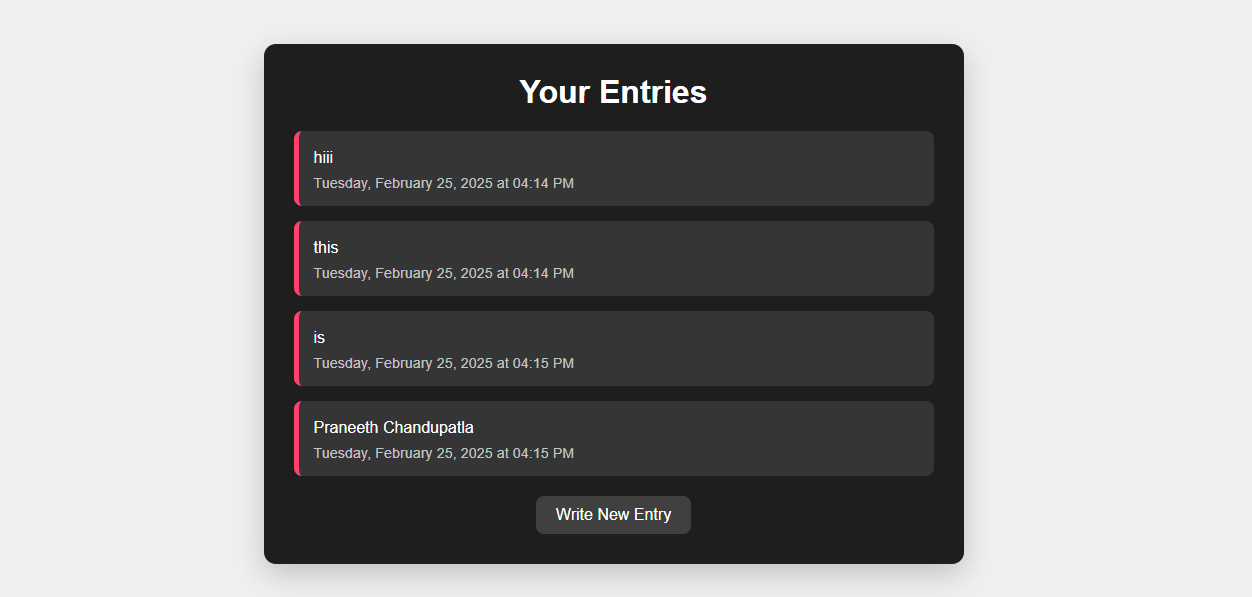 Your Entries
hiii
Tuesday, February 25, 2025 at 04:14 PM
this
Tuesday, February 25, 2025 at 04:14 PM
is
Tuesday, February 25, 2025 at 04:15 PM
Praneeth Chandupatla
Tuesday, February 25, 2025 at 04:15 PM
Write New Entry